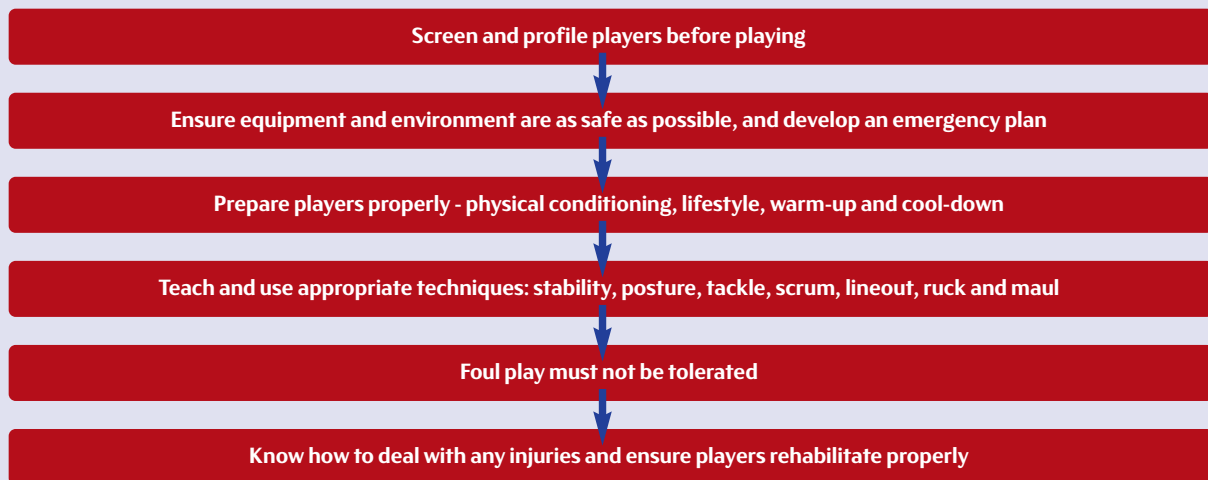 Screen and profile players before playing
Ensure equipment and environment are as safe as possible, and develop an emergency plan
Prepare players properly - physical conditioning, lifestyle, warm-up and cool-down
Teach and use appropriate techniques: stability, posture, tackle, scrum, lineout, ruck and maul
Foul play must not be tolerated
Know how to deal with any injuries and ensure players rehabilitate properly